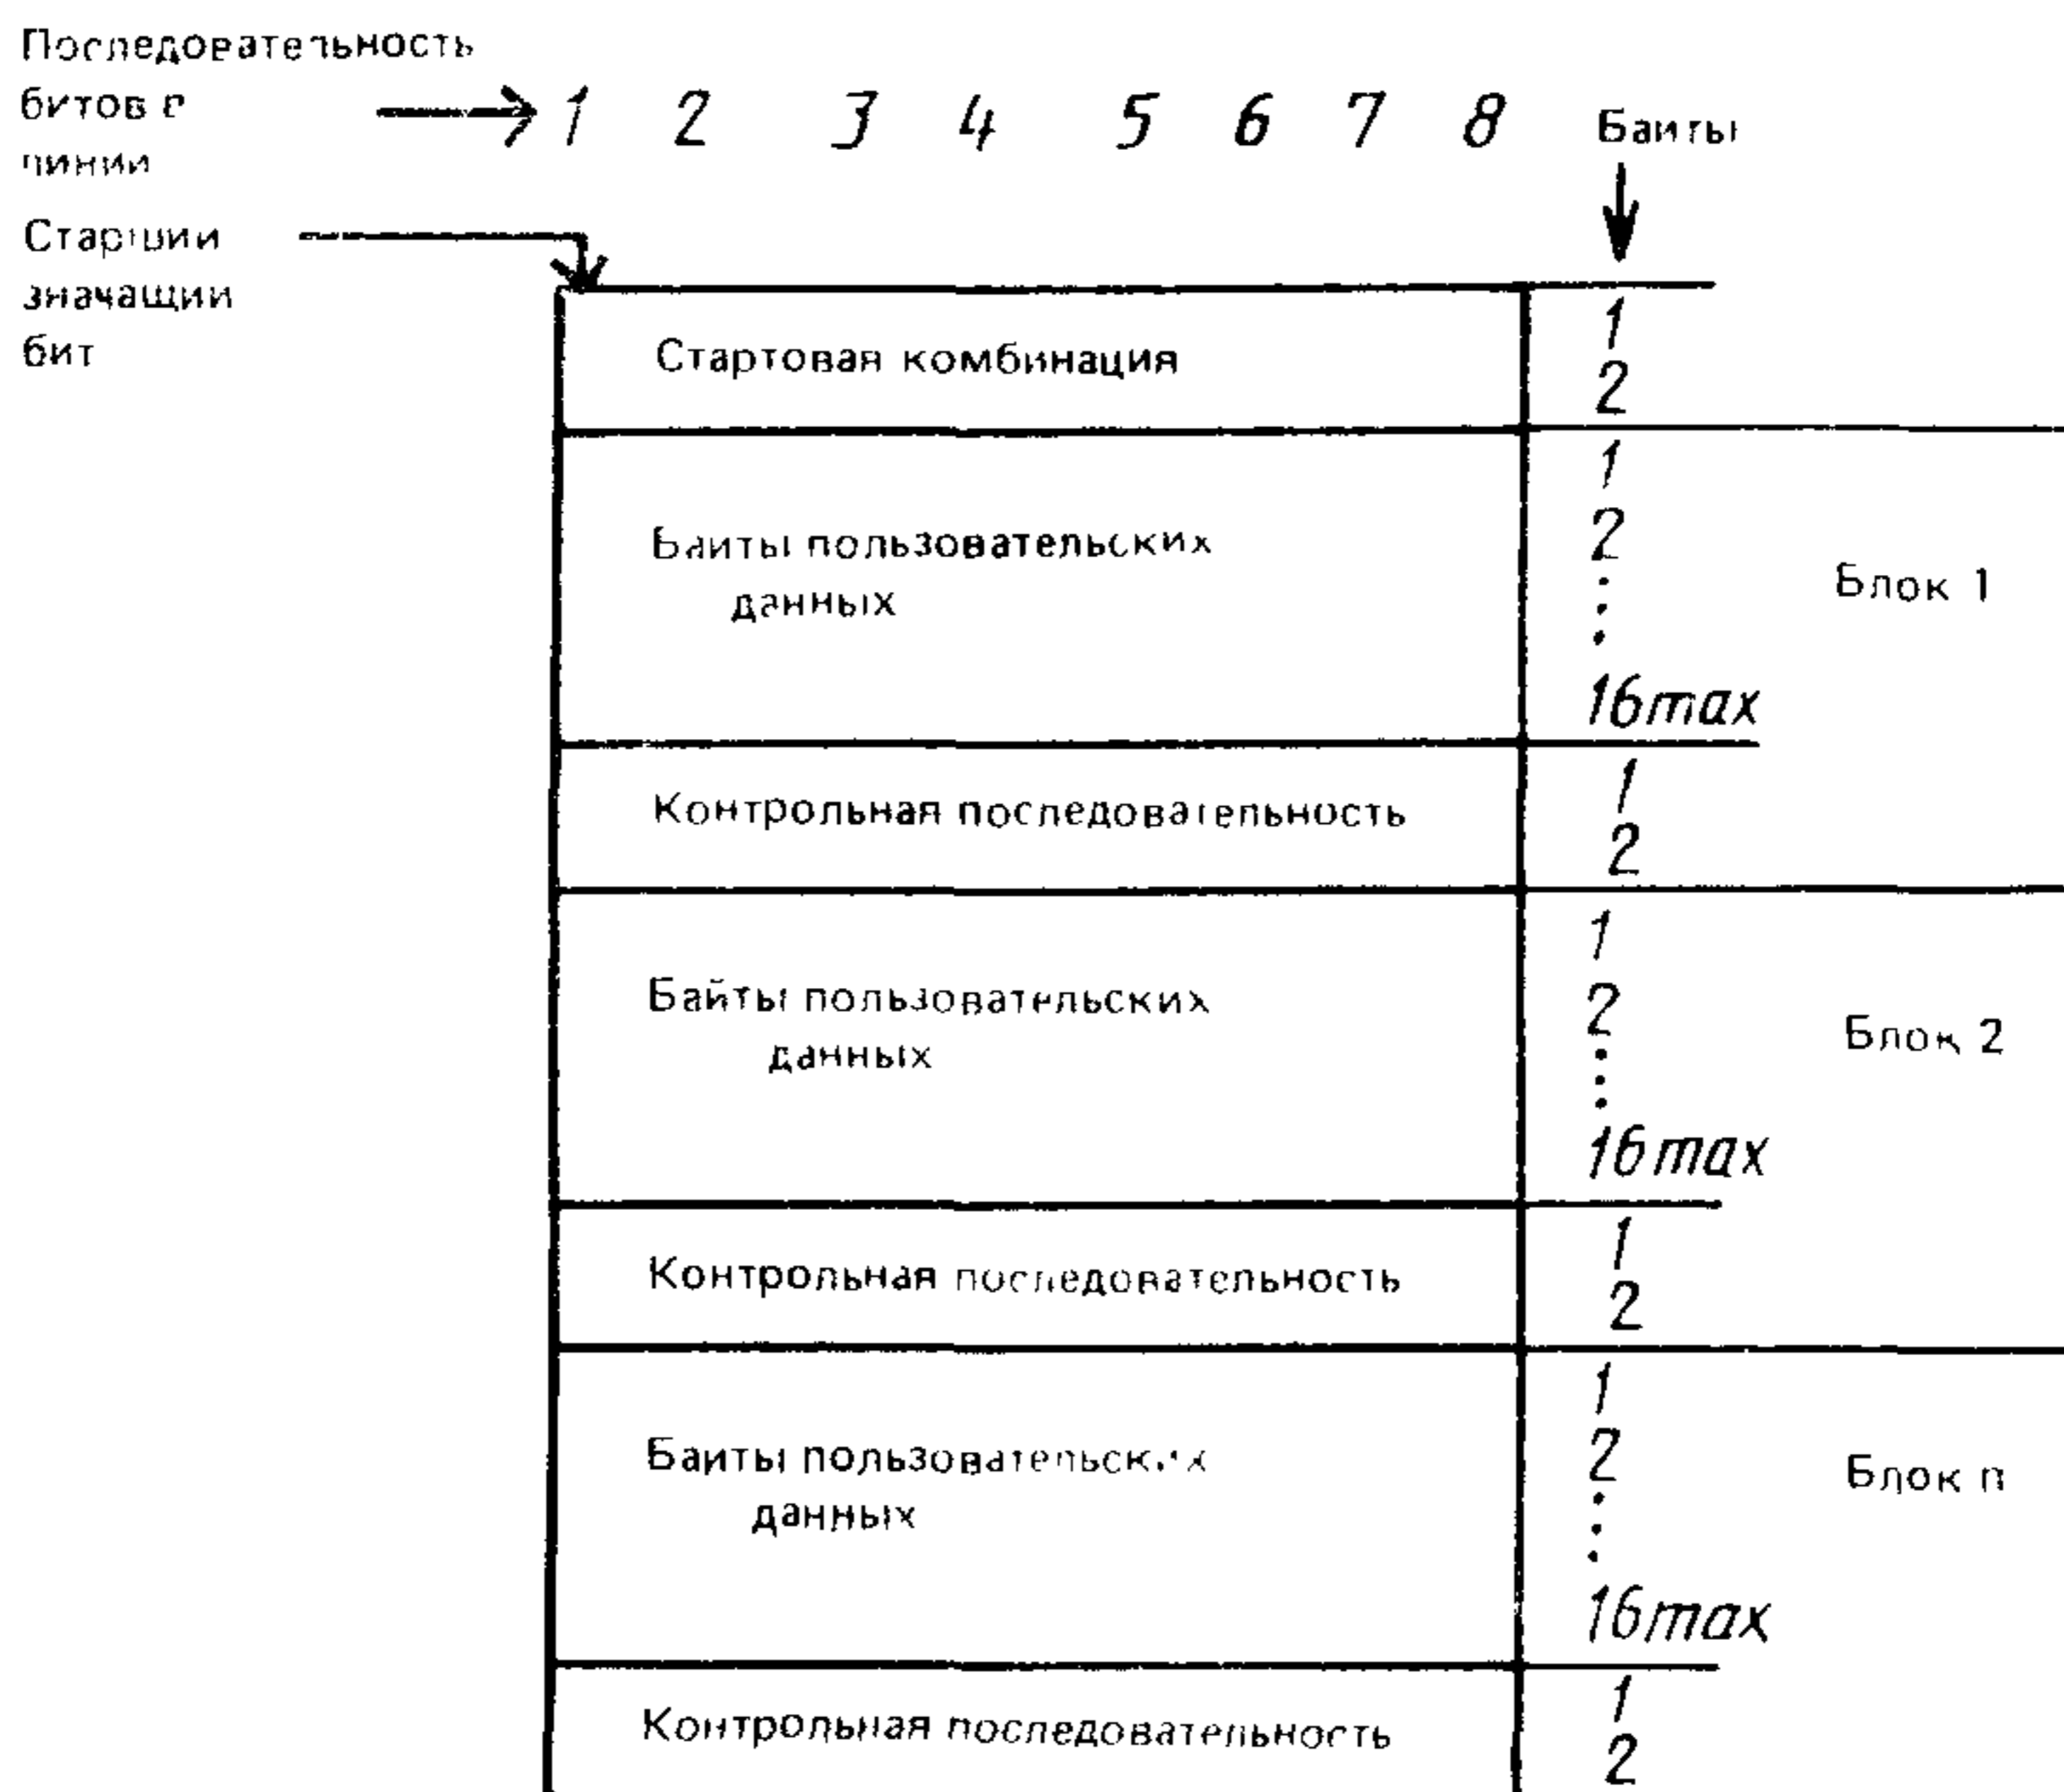 Последовательность
битов в
линии
1 2 3 4 5 6 7 8
Байты
Старший
значащий
бит
Стартовая комбинация
1
2
Байты пользовательских
данных
1
2
16max
Блок 1
Контрольная последовательность
1
2
Байты пользовательских
данных
1
2
16max
Блок 2
Контрольная последовательность
1
2
Байты пользовательских
данных
1
2
16max
Блок n
Контрольная последовательность
1
2